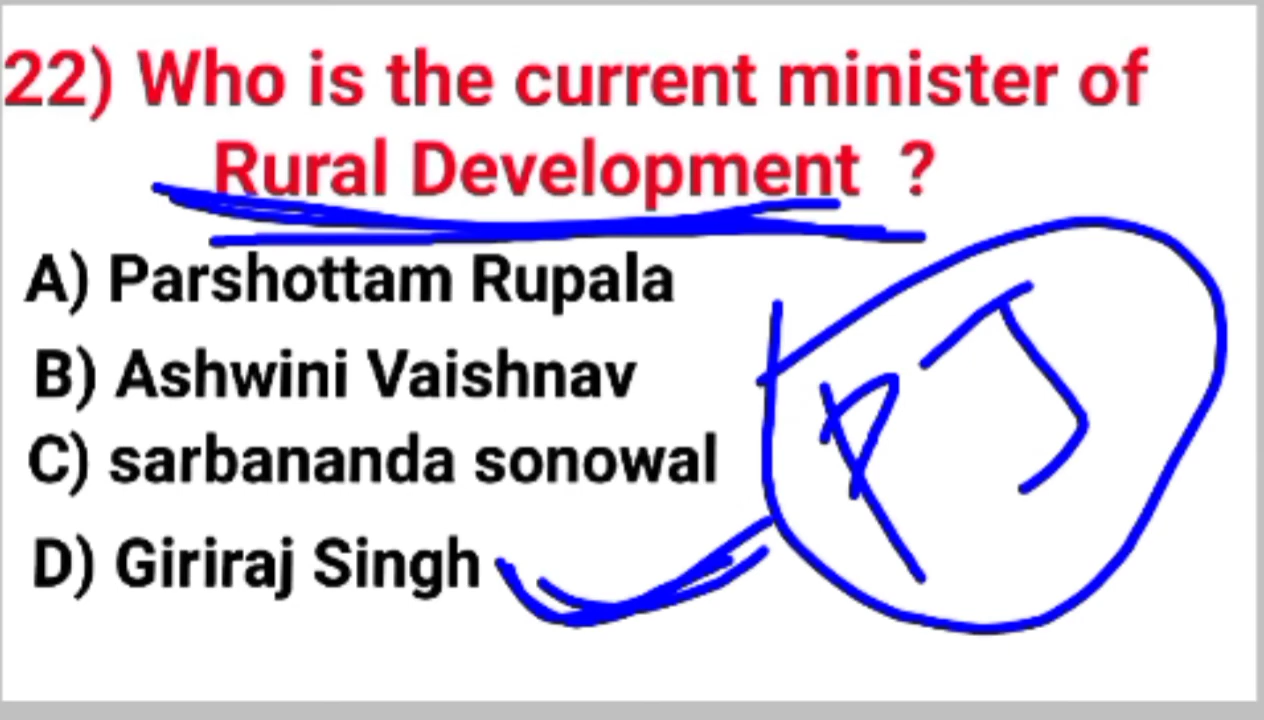 22) Who is the current minister of
Rural Development ?
A) Parshottam Rupala
B) Ashwini Vaishnav
C) sarbananda sonowal
D) Giriraj Singh